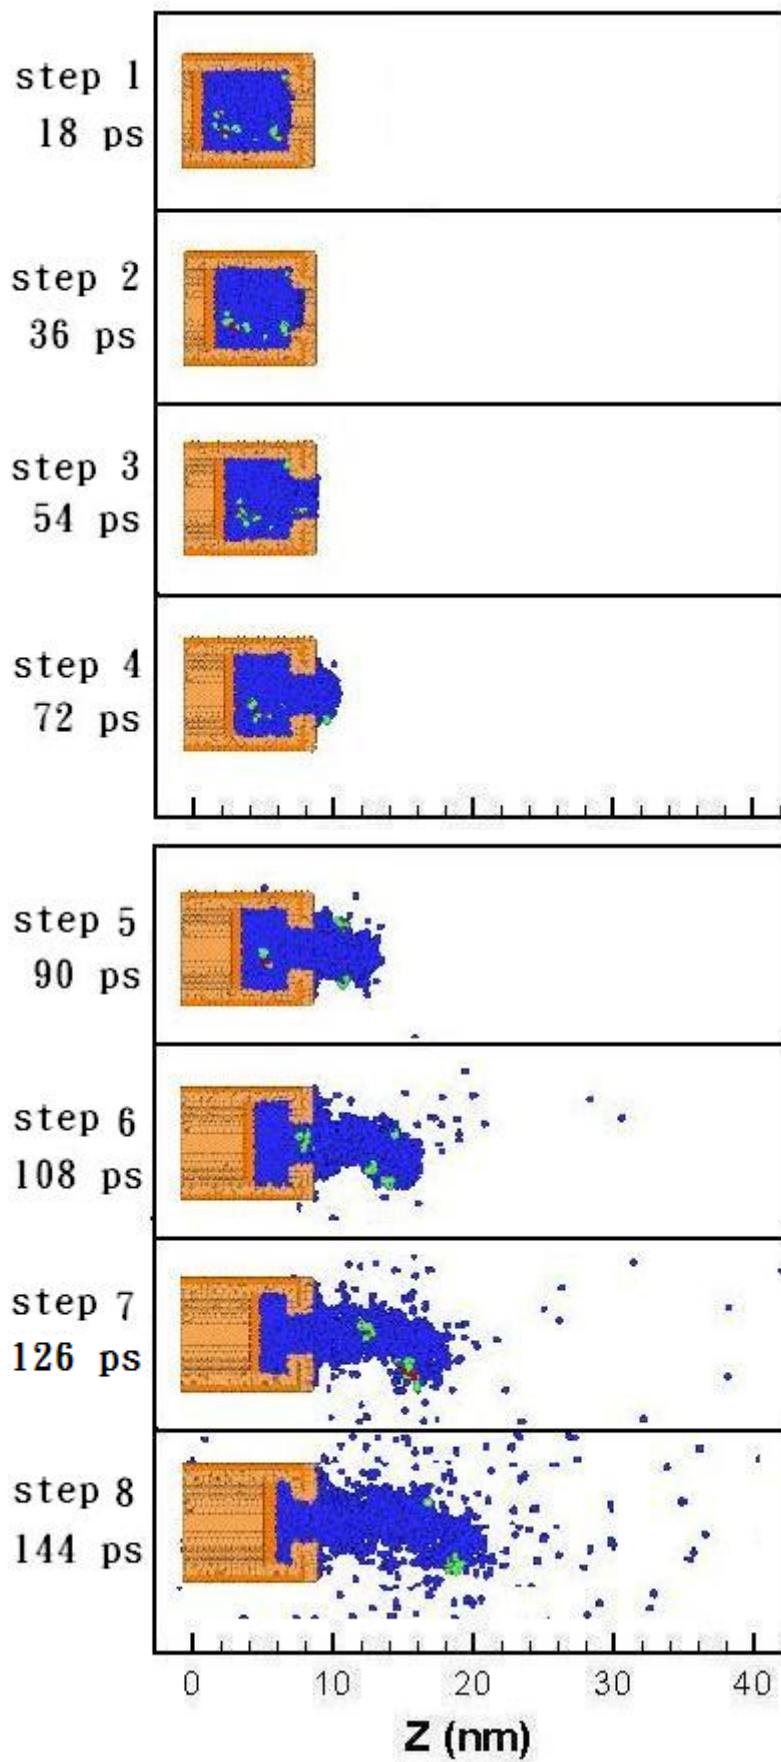 step 1
18 ps
step 2
36 ps
step 3
54 ps
step 4
72 ps
step 5
90 ps
step 6
108 ps
step 7
126 ps
step 8
144 ps
0 10 20 30 40
Z (nm)